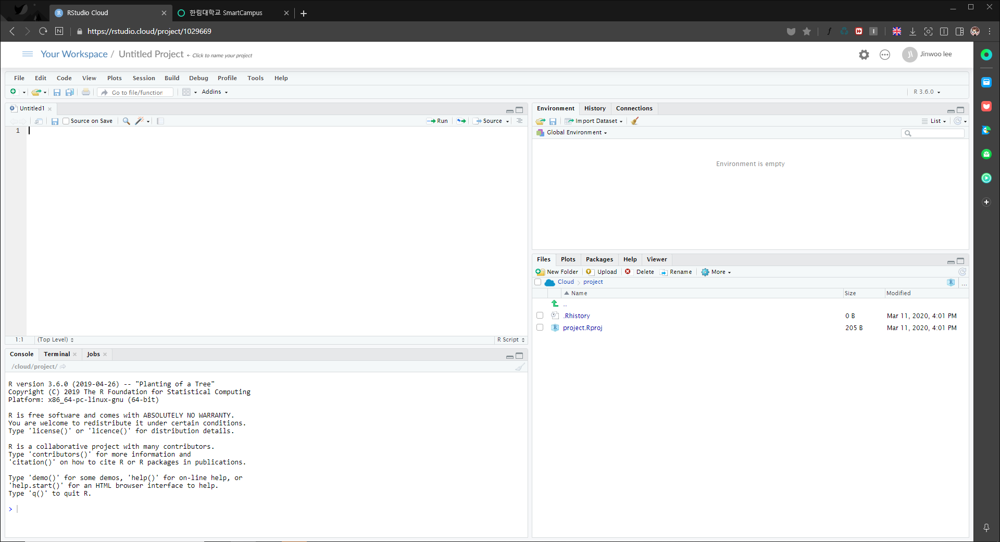 RStudio Cloud
한림대학교 SmartCampus
https://rstudio.cloud/project/1029669
Your Workspace / Untitled Project ← Click to name your project
JI Jinwoo lee
File Edit Code View Plots Session Build Debug Profile Tools Help
Go to file/function Addins R 3.6.0
Untitled1
Source on Save Run Source
1
1:1 (Top Level) R Script
Console Terminal Jobs
/cloud/project/
R version 3.6.0 (2019-04-26) -- "Planting of a Tree"
Copyright (C) 2019 The R Foundation for Statistical Computing
Platform: x86_64-pc-linux-gnu (64-bit)
R is free software and comes with ABSOLUTELY NO WARRANTY.
You are welcome to redistribute it under certain conditions.
Type 'license()' or 'licence()' for distribution details.
R is a collaborative project with many contributors.
Type 'contributors()' for more information and
'citation()' on how to cite R or R packages in publications.
Type 'demo()' for some demos, 'help()' for on-line help, or
'help.start()' for an HTML browser interface to help.
Type 'q()' to quit R.
>
Environment History Connections
Import Dataset List
Global Environment
Environment is empty
Files Plots Packages Help Viewer
New Folder Upload Delete Rename More
Cloud project ...
Name Size Modified
..
.Rhistory 0 B Mar 11, 2020, 4:01 PM
project.Rproj 205 B Mar 11, 2020, 4:01 PM